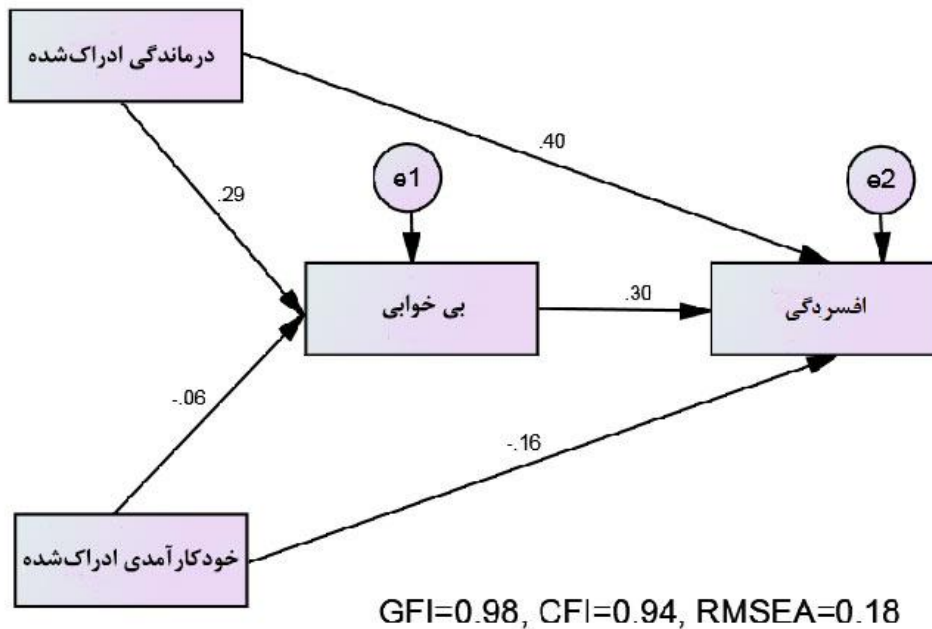 درماندگی ادراک‌شده
.40
e1
e2
.29
بی خوابی
.30
افسردگی
-.06
-.16
خودکارآمدی ادراک‌شده
GFI=0.98, CFI=0.94, RMSEA=0.18